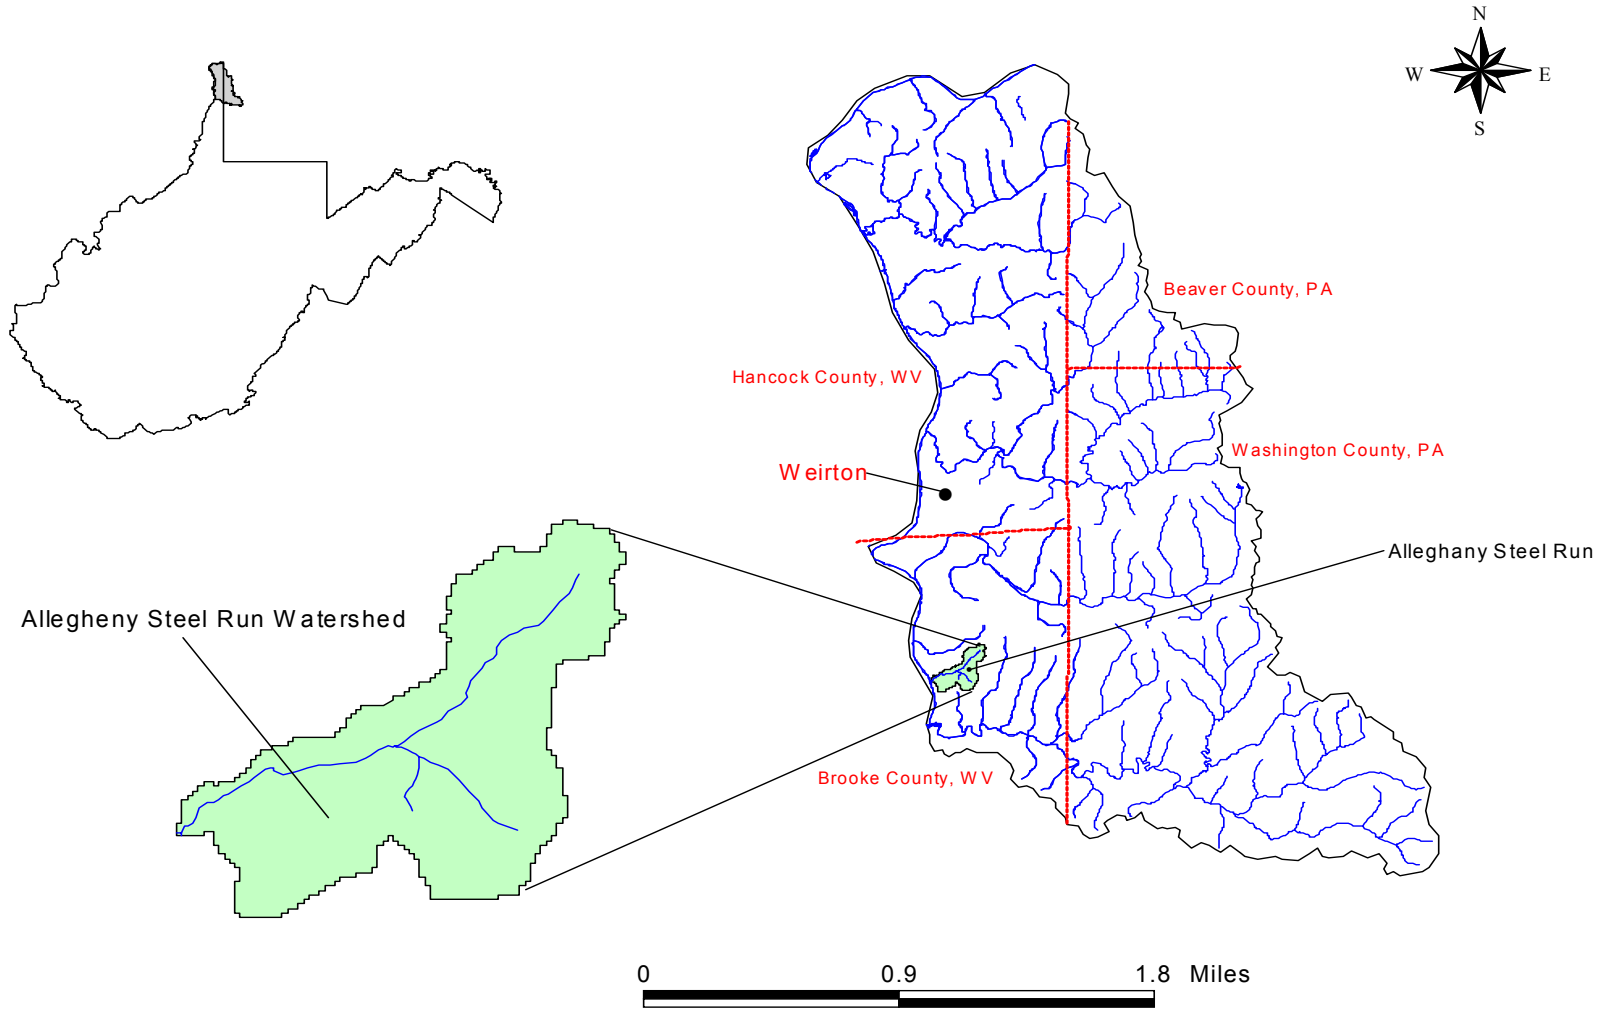 N
W E
S
Beaver County, PA
Hancock County, WV
Washington County, PA
Weirton
Alleghany Steel Run
Allegheny Steel Run Watershed
Brooke County, WV
0 0.9 1.8 Miles